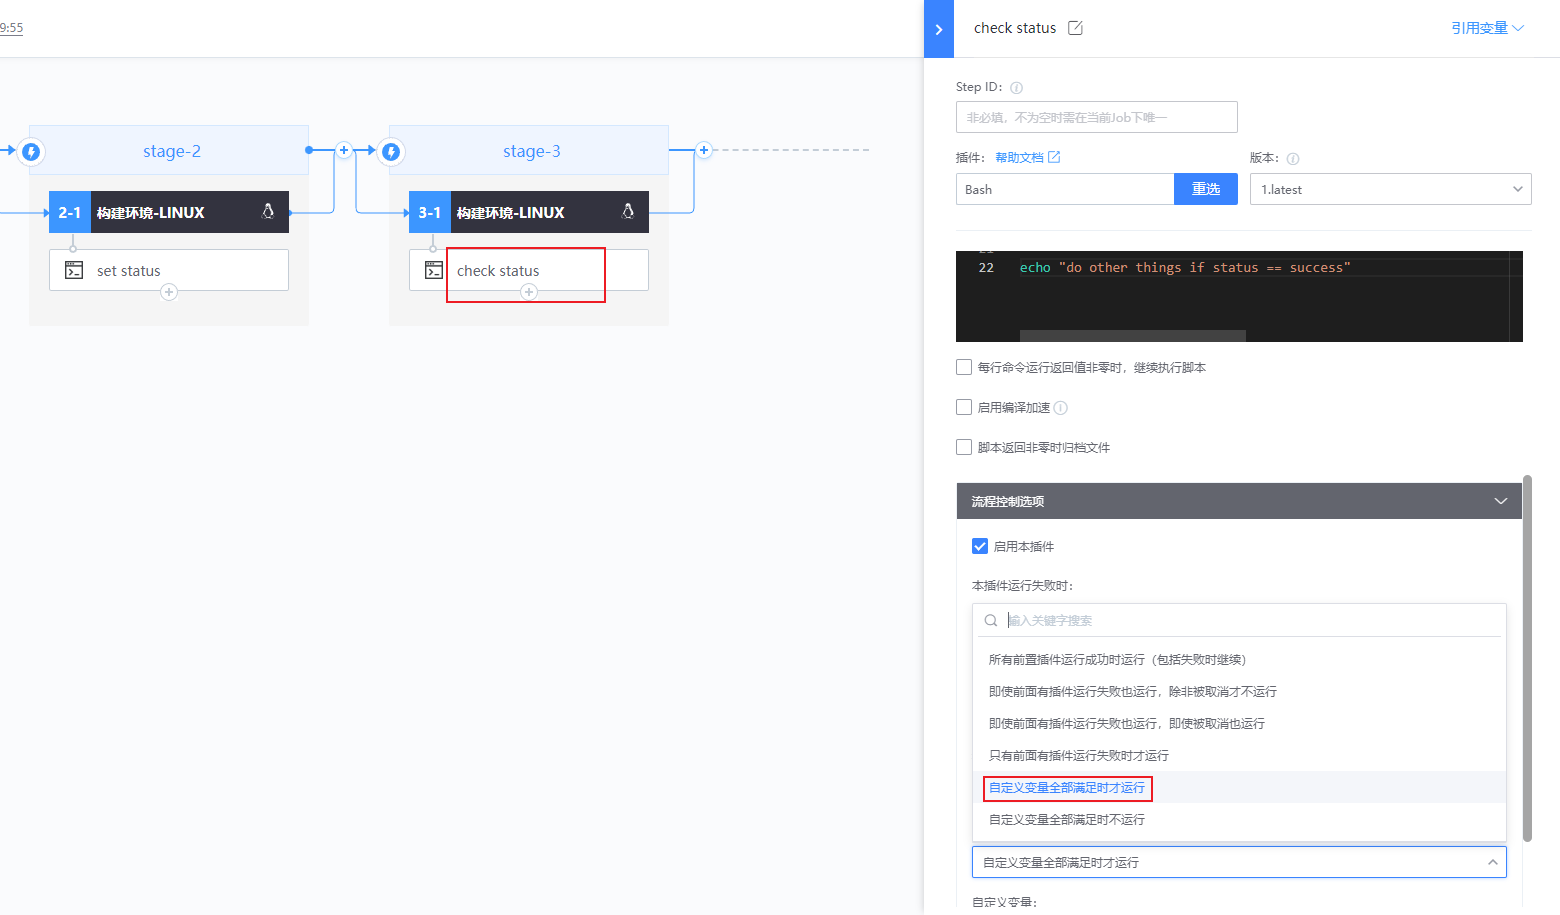 9:55
stage-2
2-1 构建环境-LINUX
set status
stage-3
3-1 构建环境-LINUX
check status
check status
引用变量
Step ID：
非必填，不为空时需在当前Job下唯一
插件： 帮助文档
版本：
Bash 重选
1.latest
21
22 echo "do other things if status == success"
每行命令运行返回值非零时，继续执行脚本
启用编译加速
脚本返回非零时归档文件
流程控制选项
启用本插件
本插件运行失败时：
输入关键字搜索
所有前置插件运行成功时运行（包括失败时继续）
即使前面有插件运行失败也运行，除非被取消才不运行
即使前面有插件运行失败也运行，即使被取消也运行
只有前面有插件运行失败时才运行
自定义变量全部满足时才运行
自定义变量全部满足时不运行
自定义变量全部满足时才运行
自定义变量：